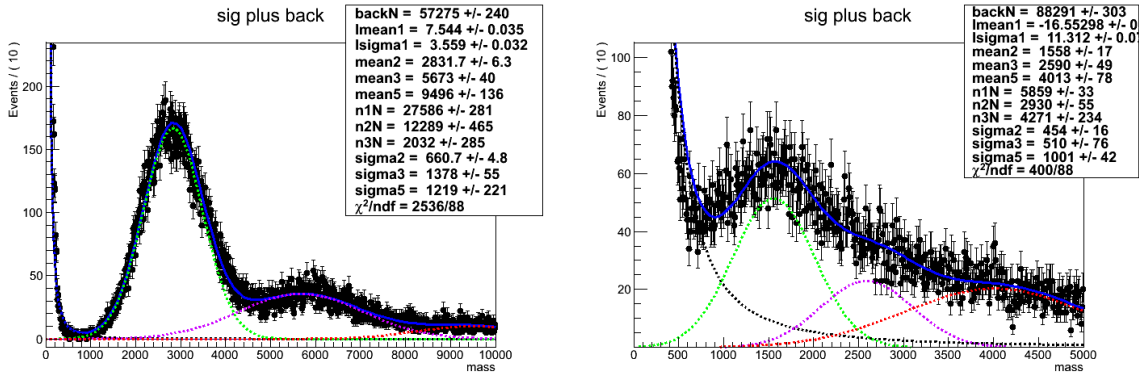 sig plus back
backN = 57275 +/- 240
lmean1 = 7.544 +/- 0.035
lsigma1 = 3.559 +/- 0.032
mean2 = 2831.7 +/- 6.3
mean3 = 5673 +/- 40
mean5 = 9496 +/- 136
n1N = 27586 +/- 281
n2N = 12289 +/- 465
n3N = 2032 +/- 285
sigma2 = 660.7 +/- 4.8
sigma3 = 1378 +/- 55
sigma5 = 1219 +/- 221
χ²/ndf = 2536/88
Events / ( 10 )
200
150
100
50
0
0 1000 2000 3000 4000 5000 6000 7000 8000 9000 10000
mass
sig plus back
backN = 88291 +/- 303
lmean1 = -16.55298 +/- 0
lsigma1 = 11.312 +/- 0.0
mean2 = 1558 +/- 17
mean3 = 2590 +/- 49
mean5 = 4013 +/- 78
n1N = 5859 +/- 33
n2N = 2930 +/- 55
n3N = 4271 +/- 234
sigma2 = 454 +/- 16
sigma3 = 510 +/- 76
sigma5 = 1001 +/- 42
χ²/ndf = 400/88
Events / ( 10 )
100
80
60
40
20
0 500 1000 1500 2000 2500 3000 3500 4000 4500 5000
mass